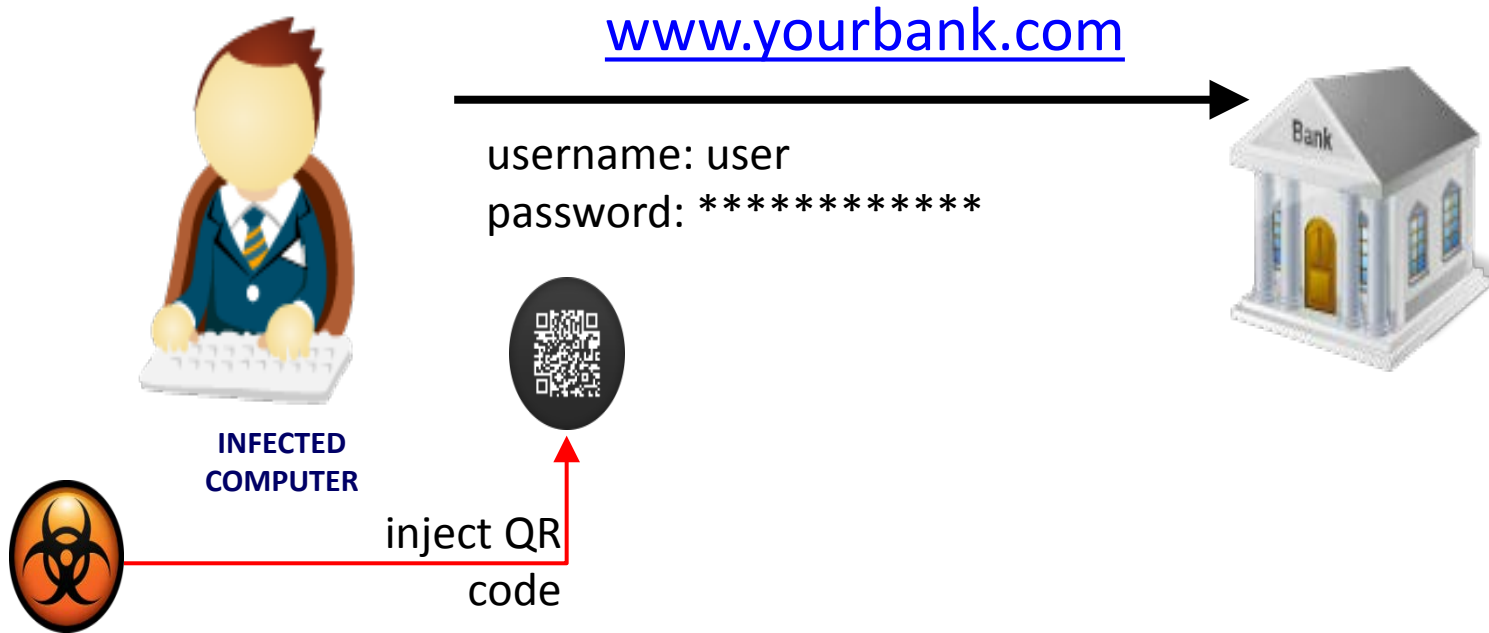 www.yourbank.com
Bank
username: user
password: ************
INFECTED
COMPUTER
inject QR
code